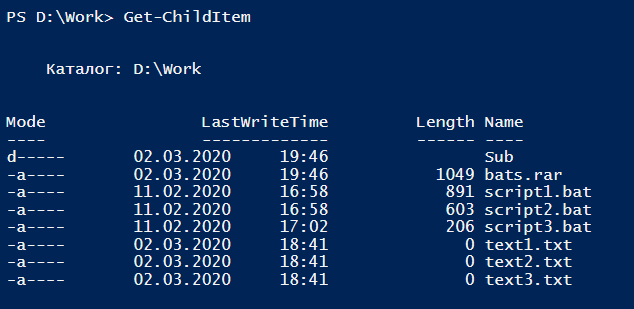 PS D:\Work> Get-ChildItem
Каталог: D:\Work
Mode LastWriteTime Length Name
---- ------------- ------ ----
d----- 02.03.2020 19:46 Sub
-a---- 02.03.2020 19:46 1049 bats.rar
-a---- 11.02.2020 16:58 891 script1.bat
-a---- 11.02.2020 16:58 603 script2.bat
-a---- 11.02.2020 17:02 206 script3.bat
-a---- 02.03.2020 18:41 0 text1.txt
-a---- 02.03.2020 18:41 0 text2.txt
-a---- 02.03.2020 18:41 0 text3.txt